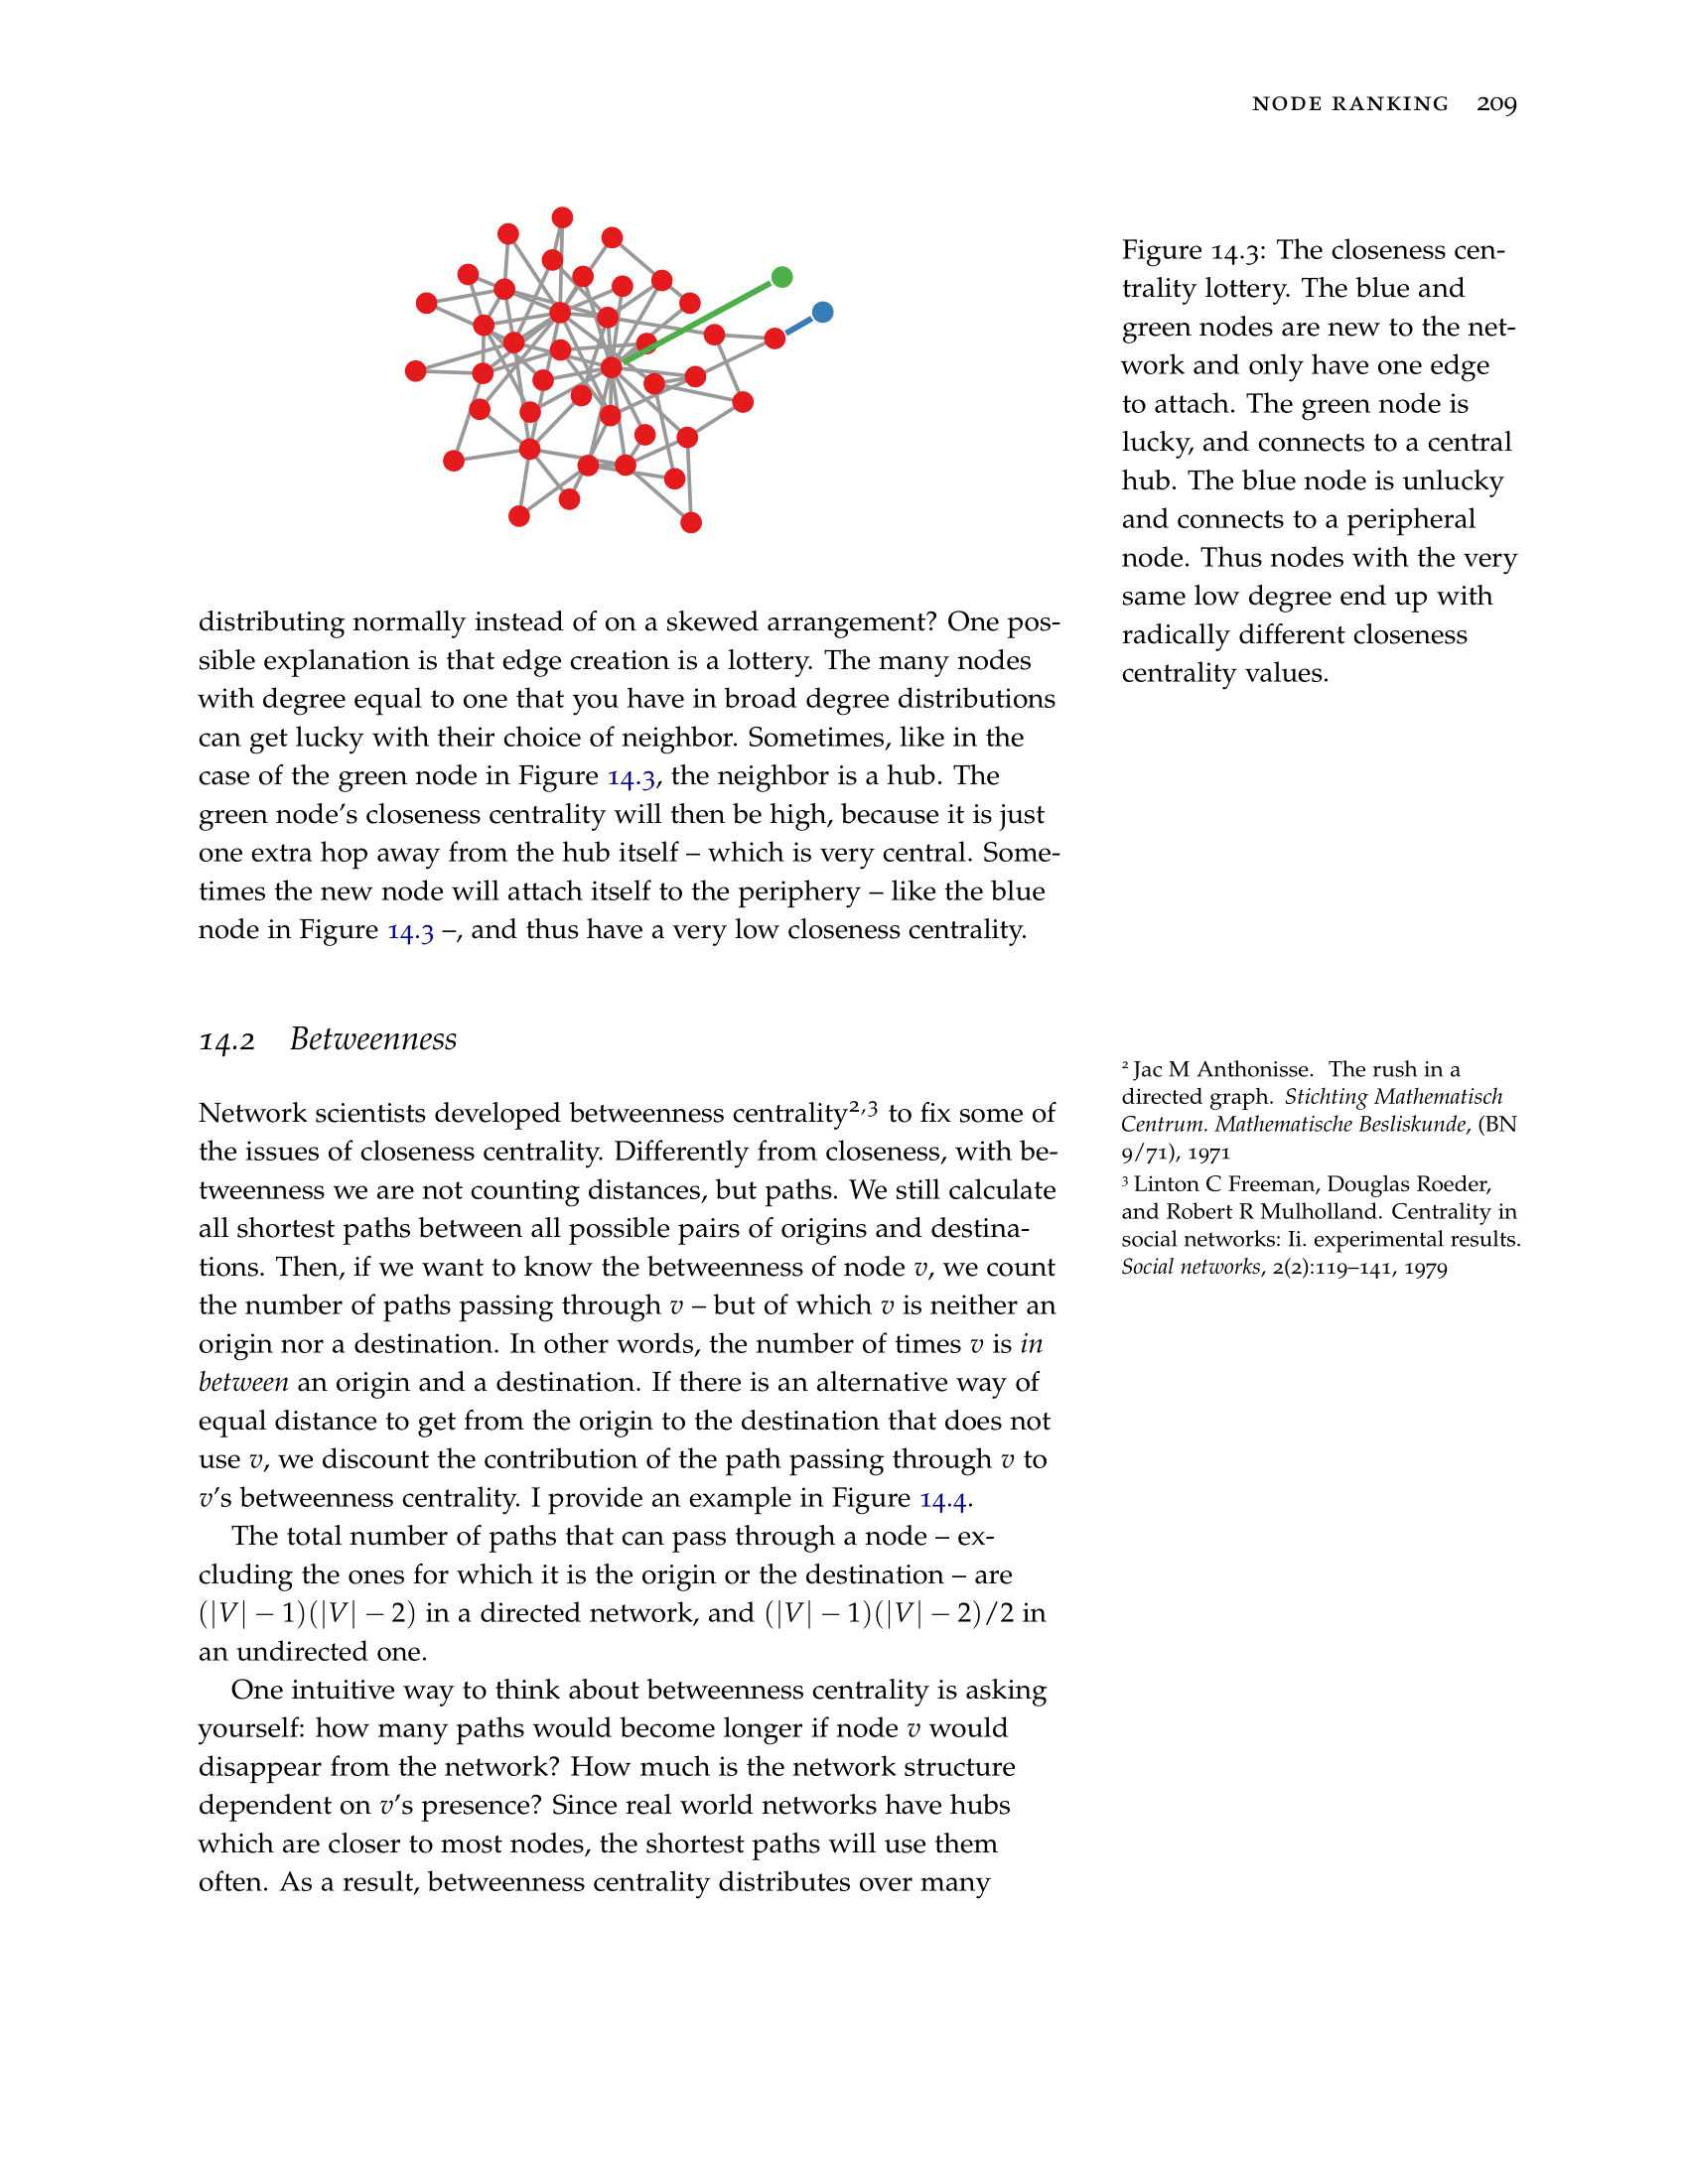 NODE RANKING 209
Figure 14.3: The closeness cen-
trality lottery. The blue and
green nodes are new to the net-
work and only have one edge
to attach. The green node is
lucky, and connects to a central
hub. The blue node is unlucky
and connects to a peripheral
node. Thus nodes with the very
same low degree end up with
radically different closeness
centrality values.
distributing normally instead of on a skewed arrangement? One pos-
sible explanation is that edge creation is a lottery. The many nodes
with degree equal to one that you have in broad degree distributions
can get lucky with their choice of neighbor. Sometimes, like in the
case of the green node in Figure 14.3, the neighbor is a hub. The
green node's closeness centrality will then be high, because it is just
one extra hop away from the hub itself – which is very central. Some-
times the new node will attach itself to the periphery – like the blue
node in Figure 14.3 –, and thus have a very low closeness centrality.
14.2 Betweenness
Network scientists developed betweenness centrality²,³ to fix some of
the issues of closeness centrality. Differently from closeness, with be-
tweenness we are not counting distances, but paths. We still calculate
all shortest paths between all possible pairs of origins and destina-
tions. Then, if we want to know the betweenness of node v, we count
the number of paths passing through v – but of which v is neither an
origin nor a destination. In other words, the number of times v is in
between an origin and a destination. If there is an alternative way of
equal distance to get from the origin to the destination that does not
use v, we discount the contribution of the path passing through v to
v's betweenness centrality. I provide an example in Figure 14.4.
The total number of paths that can pass through a node – ex-
cluding the ones for which it is the origin or the destination – are
(|V| − 1)(|V| − 2) in a directed network, and (|V| − 1)(|V| − 2)/2 in
an undirected one.
One intuitive way to think about betweenness centrality is asking
yourself: how many paths would become longer if node v would
disappear from the network? How much is the network structure
dependent on v's presence? Since real world networks have hubs
which are closer to most nodes, the shortest paths will use them
often. As a result, betweenness centrality distributes over many
² Jac M Anthonisse. The rush in a
directed graph. Stichting Mathematisch
Centrum. Mathematische Besliskunde, (BN
9/71), 1971
³ Linton C Freeman, Douglas Roeder,
and Robert R Mulholland. Centrality in
social networks: Ii. experimental results.
Social networks, 2(2):119–141, 1979